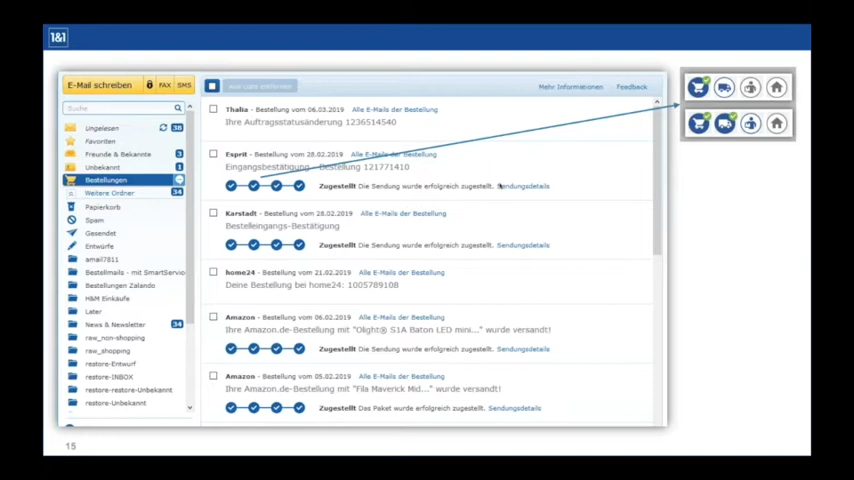 1&1
E-Mail schreiben FAX SMS
Aus Liste entfernen Mehr Informationen Feedback
Suche
Ungelesen 38
Favoriten
Freunde & Bekannte 3
Unbekannt 1
Bestellungen
Weitere Ordner 34
Papierkorb
Spam
Gesendet
Entwürfe
amail7811
Bestellmails - mit SmartServic
Bestellungen Zalando
H&M Einkäufe
Later
News & Newsletter 34
raw_non-shopping
raw_shopping
restore-Entwurf
restore-INBOX
restore-restore-Unbekannt
restore-Unbekannt
Thalia - Bestellung vom 06.03.2019 Alle E-Mails der Bestellung
Ihre Auftragsstatusänderung 1236514540
Esprit - Bestellung vom 28.02.2019 Alle E-Mails der Bestellung
Eingangsbestätigung - Bestellung 121771410
Zugestellt Die Sendung wurde erfolgreich zugestellt. Sendungsdetails
Karstadt - Bestellung vom 28.02.2019 Alle E-Mails der Bestellung
Bestelleingangs-Bestätigung
Zugestellt Die Sendung wurde erfolgreich zugestellt. Sendungsdetails
home24 - Bestellung vom 21.02.2019 Alle E-Mails der Bestellung
Deine Bestellung bei home24: 1005789108
Amazon - Bestellung vom 06.02.2019 Alle E-Mails der Bestellung
Ihre Amazon.de-Bestellung mit "Olight® S1A Baton LED mini..." wurde versandt!
Zugestellt Die Sendung wurde erfolgreich zugestellt. Sendungsdetails
Amazon - Bestellung vom 05.02.2019 Alle E-Mails der Bestellung
Ihre Amazon.de-Bestellung mit "Fila Maverick Mid..." wurde versandt!
Zugestellt Das Paket wurde erfolgreich zugestellt. Sendungsdetails
15